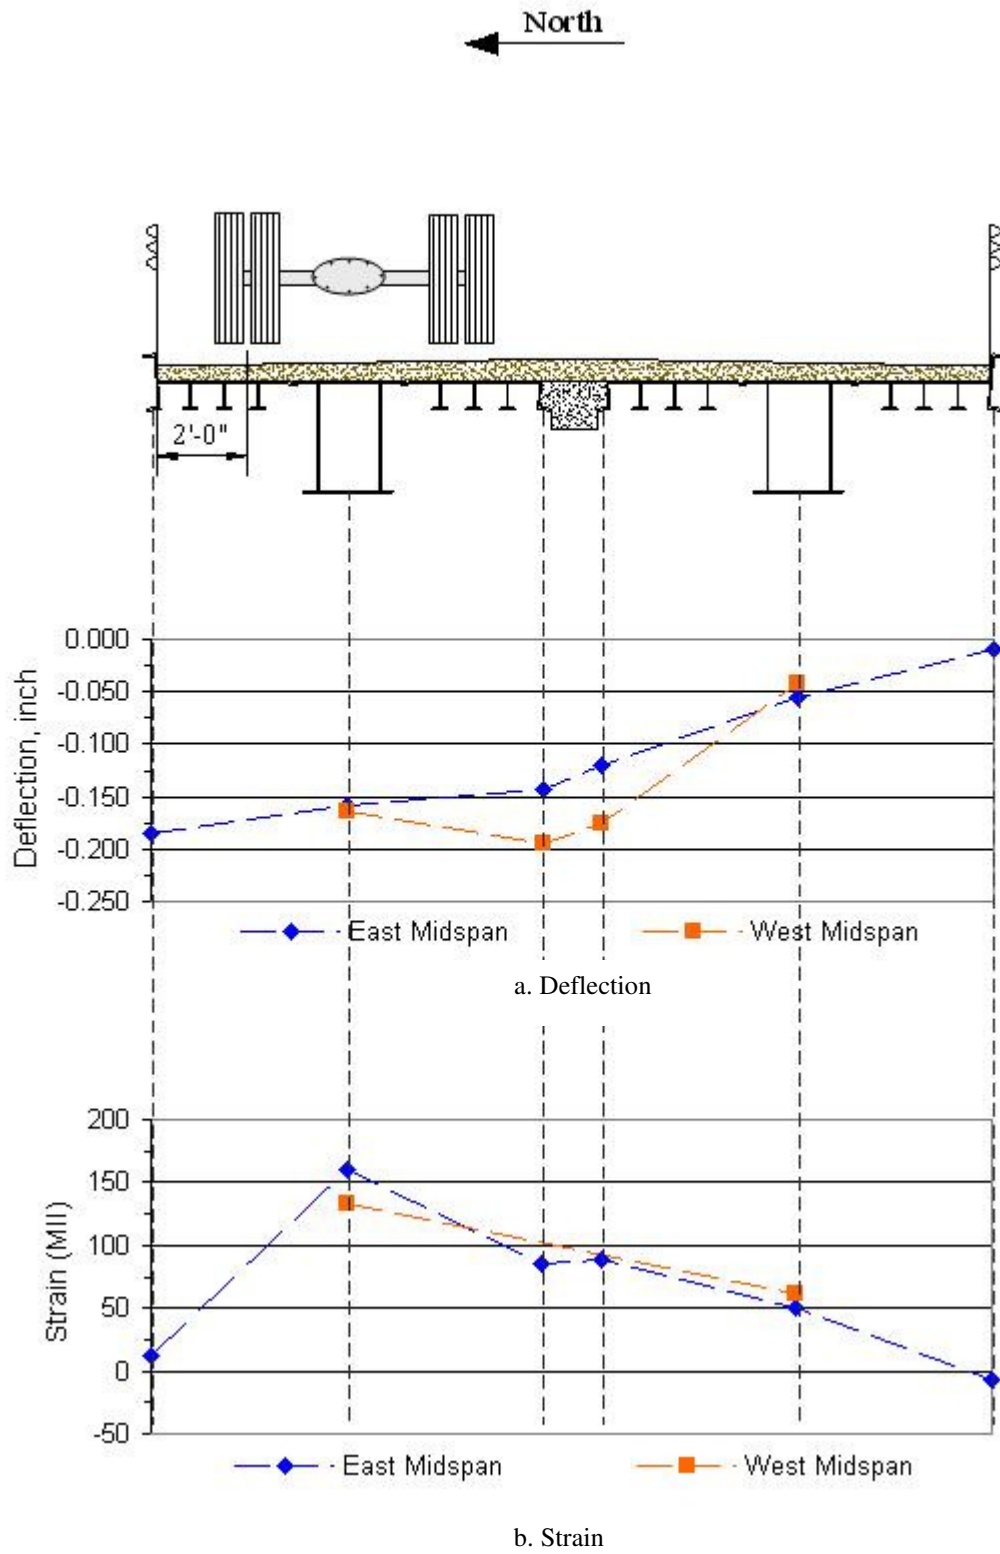 North
2'-0"
Deflection, inch
0.000
-0.050
-0.100
-0.150
-0.200
-0.250
East Midspan
West Midspan
a. Deflection
Strain (MII)
200
150
100
50
0
-50
East Midspan
West Midspan
b. Strain